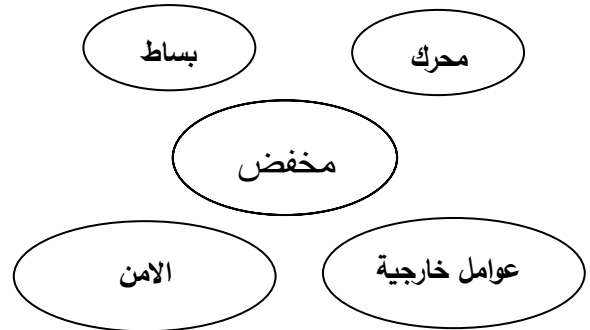 محرك
بساط
مخفض
عوامل خارجية
الامن